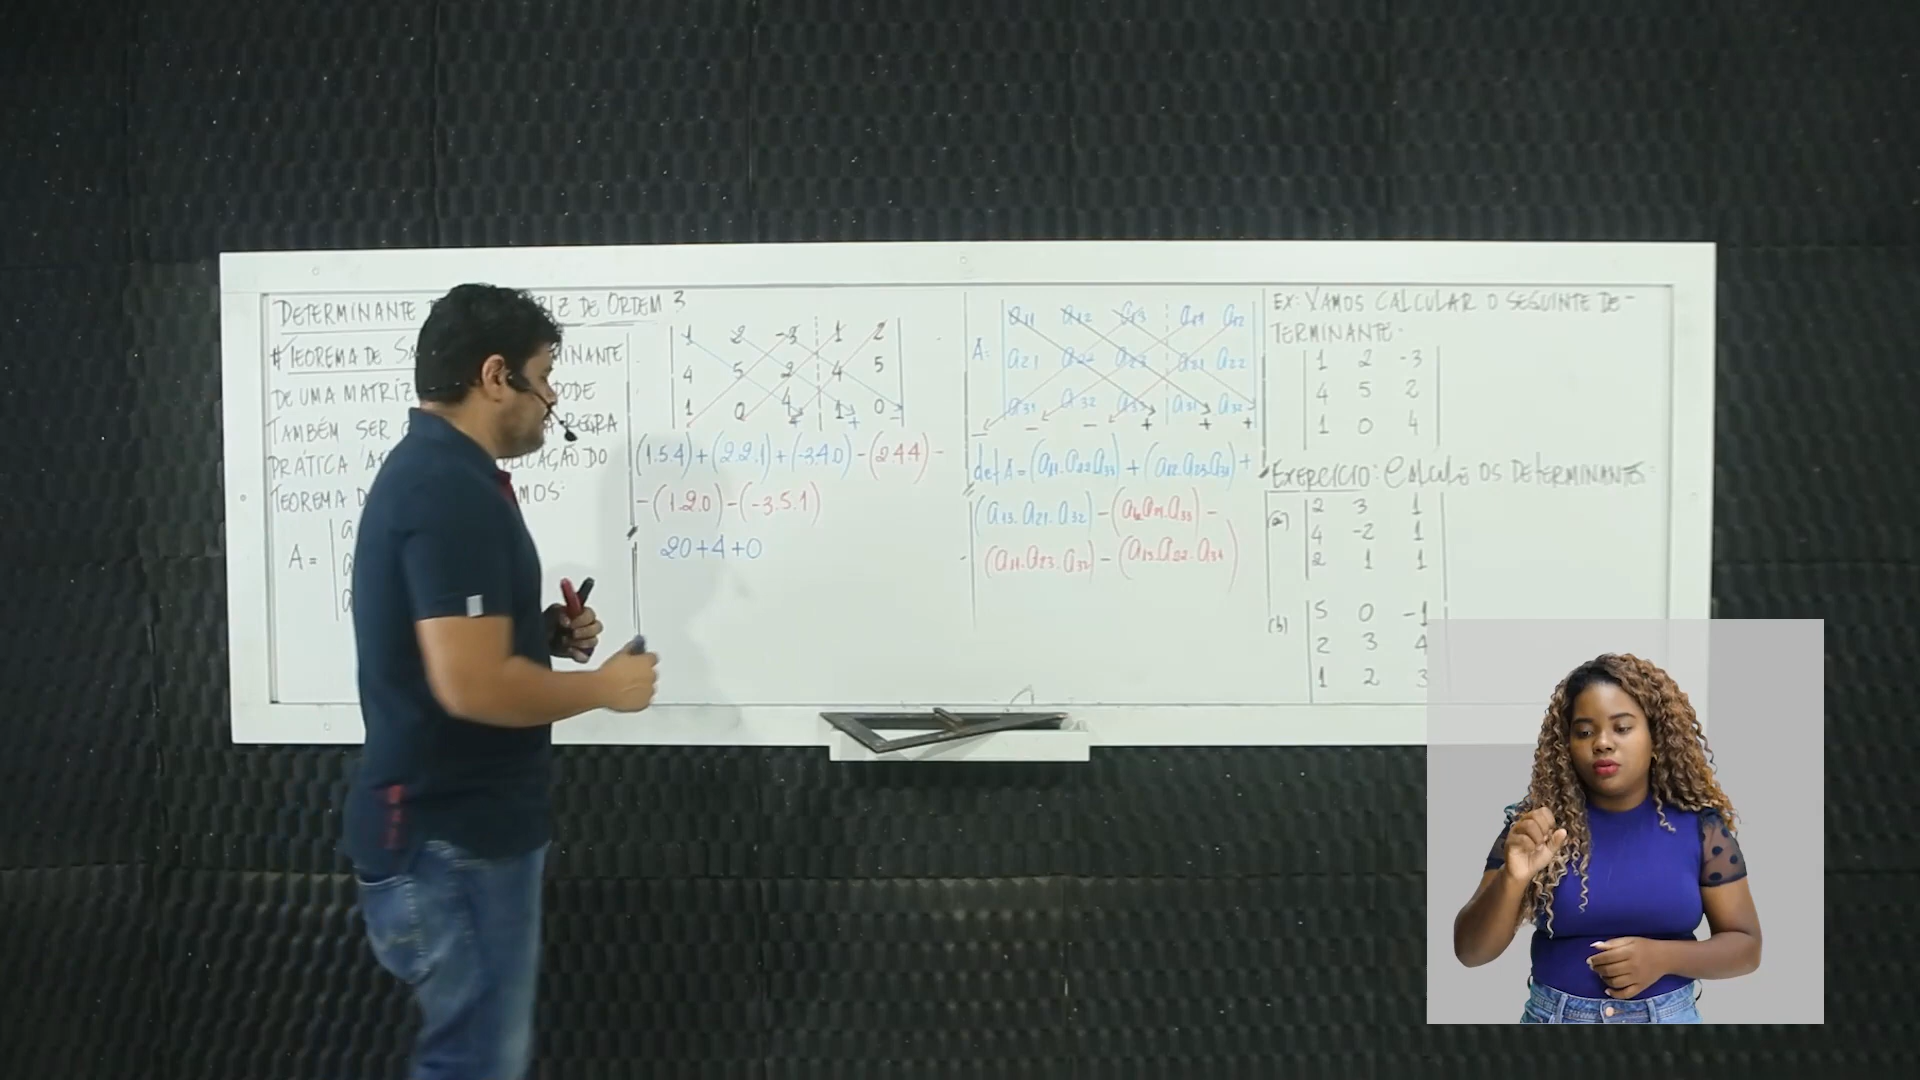 DETERMINANTE RIZ DE ORDEM 3
# TEOREMA DE SA MINANTE
DE UMA MATRIZ PODE
TAMBÉM SER REGRA
PRÁTICA PLICAÇÃO DO
TEOREMA D MOS:
A =
1 2 -3 1 2
4 5 2 4 5
1 0 4 1 0
+ + -
(1.5.4)+(2.2.1)+(-3.4.0)-(2.4.4)-
-(1.2.0)-(-3.5.1)
20+4+0
A= a11 a12 a13 a11 a12
a21 a22 a23 a21 a22
a31 a32 a33 a31 a32
- - - + + +
det A=(a11.a22.a33)+(a12.a23.a31)+
(a13.a21.a32)-(a12.a21.a33)-
-(a11.a23.a32)-(a13.a22.a31)
EX: VAMOS CALCULAR O SEGUINTE DE-
TERMINANTE.
1 2 -3
4 5 2
1 0 4
EXERCÍCIO: CALCULE OS DETERMINANTES:
(a) 2 3 1
4 -2 1
2 1 1
(b) 5 0 -1
2 3 4
1 2 3